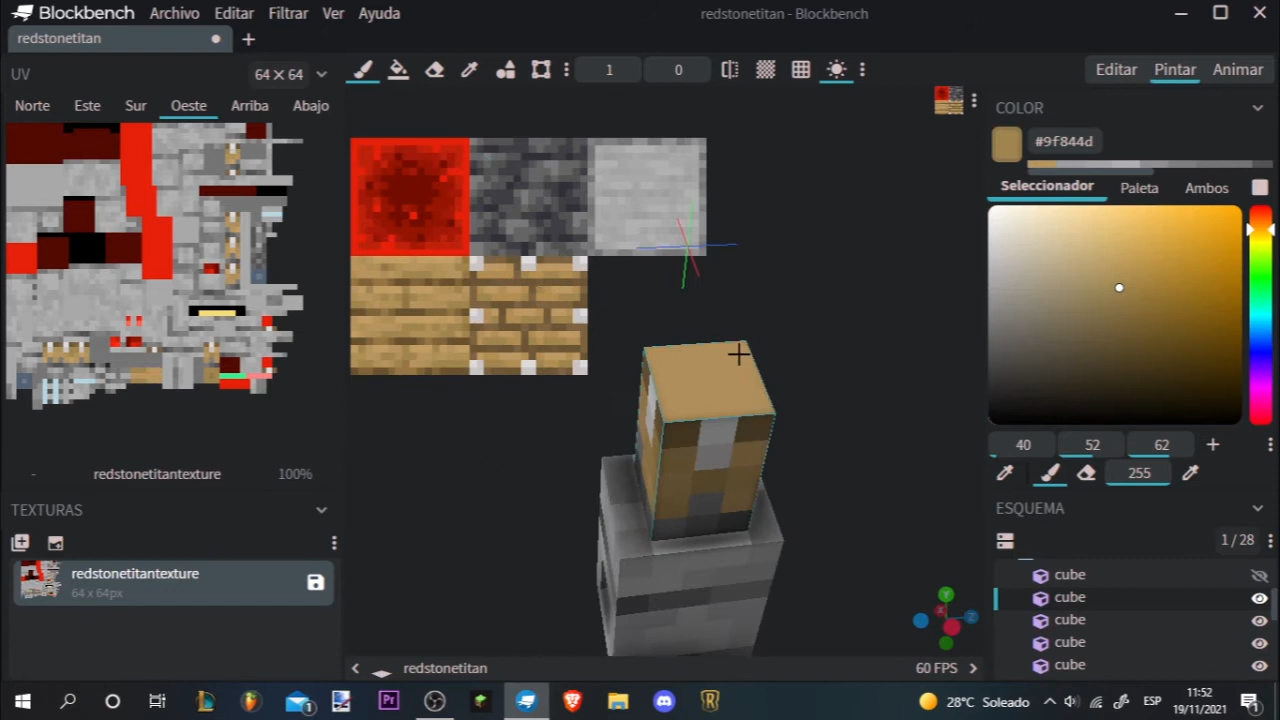 Blockbench Archivo Editar Filtrar Ver Ayuda redstonetitan - Blockbench
redstonetitan
UV 64 × 64 1 0 Editar Pintar Animar
Norte Este Sur Oeste Arriba Abajo COLOR
#9f844d
Seleccionador Paleta Ambos
40 52 62
- redstonetitantexture 100% 255
TEXTURAS ESQUEMA
1 / 28
redstonetitantexture cube
64 x 64px cube
cube
cube
redstonetitan 60 FPS cube
Pr 28°C Soleado ESP 11:52
19/11/2021